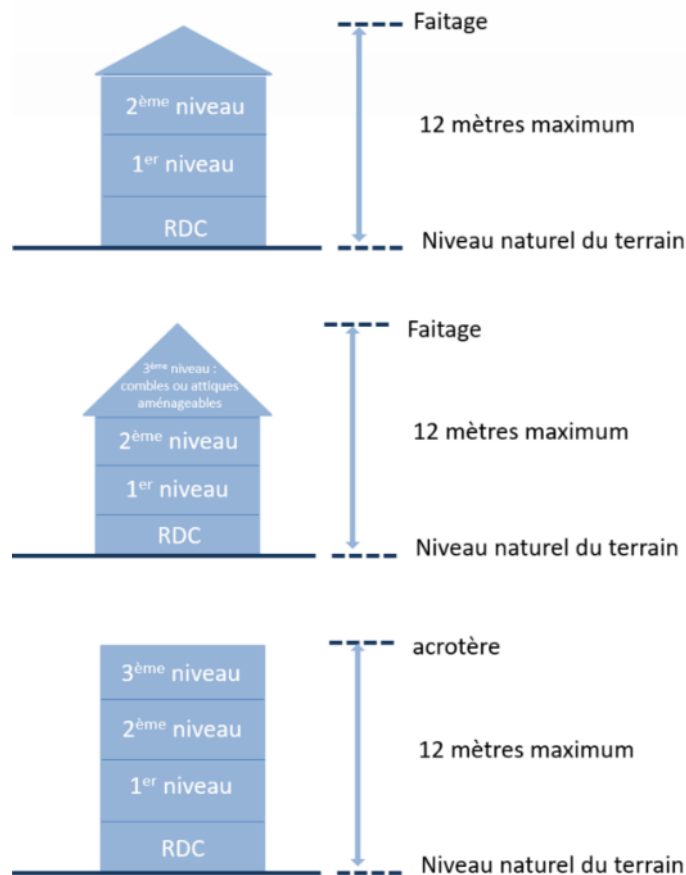 Faitage
2ème niveau
12 mètres maximum
1er niveau
RDC
Niveau naturel du terrain
Faitage
3ème niveau :
combles ou attiques
aménageables
2ème niveau
12 mètres maximum
1er niveau
RDC
Niveau naturel du terrain
acrotère
3ème niveau
2ème niveau
12 mètres maximum
1er niveau
RDC
Niveau naturel du terrain